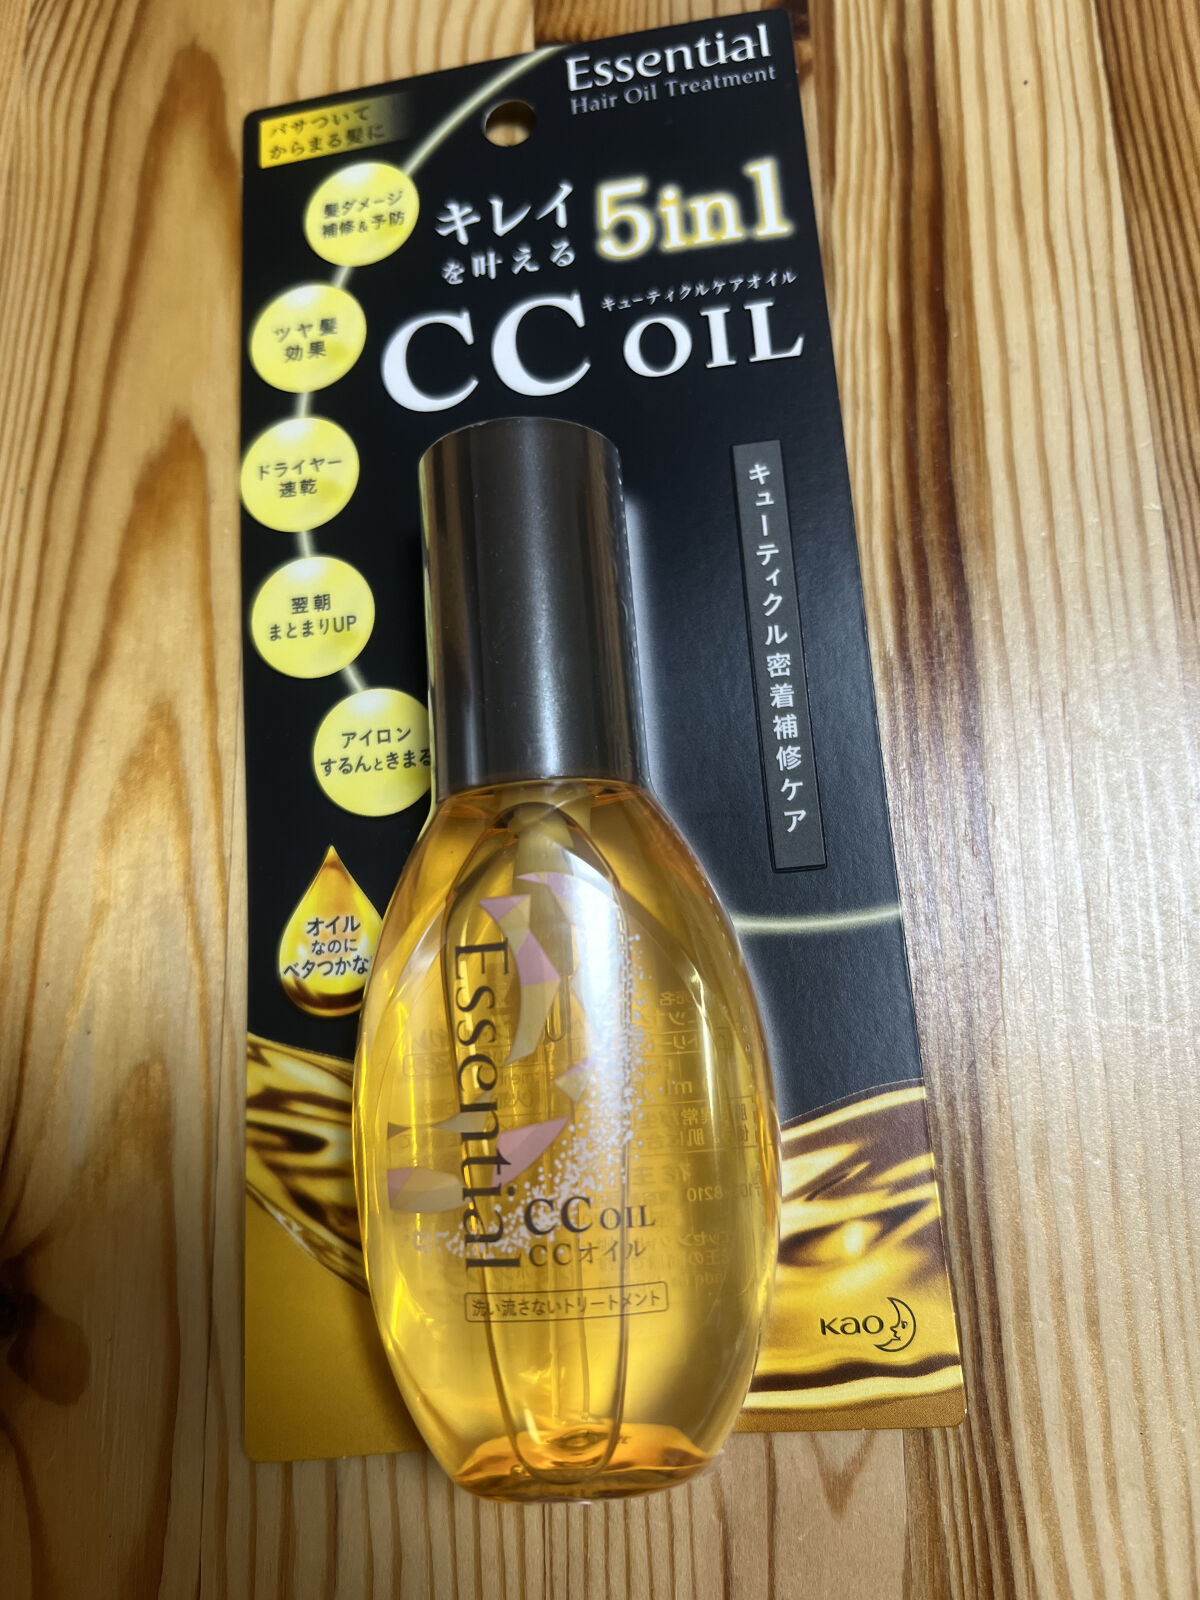 Essential
Hair Oil Treatment
パサついて
からまる髪に
髪ダメージ
補修&予防
キレイ
を叶える
5in1
キューティクルケアオイル
CC OIL
ツヤ髪
効果
ドライヤー
速乾
翌朝
まとまりUP
アイロン
するんときまる
キューティクル密着補修ケア
オイル
なのに
ベタつかな
Essential
CC OIL
CCオイル
洗い流さないトリートメント
Kao